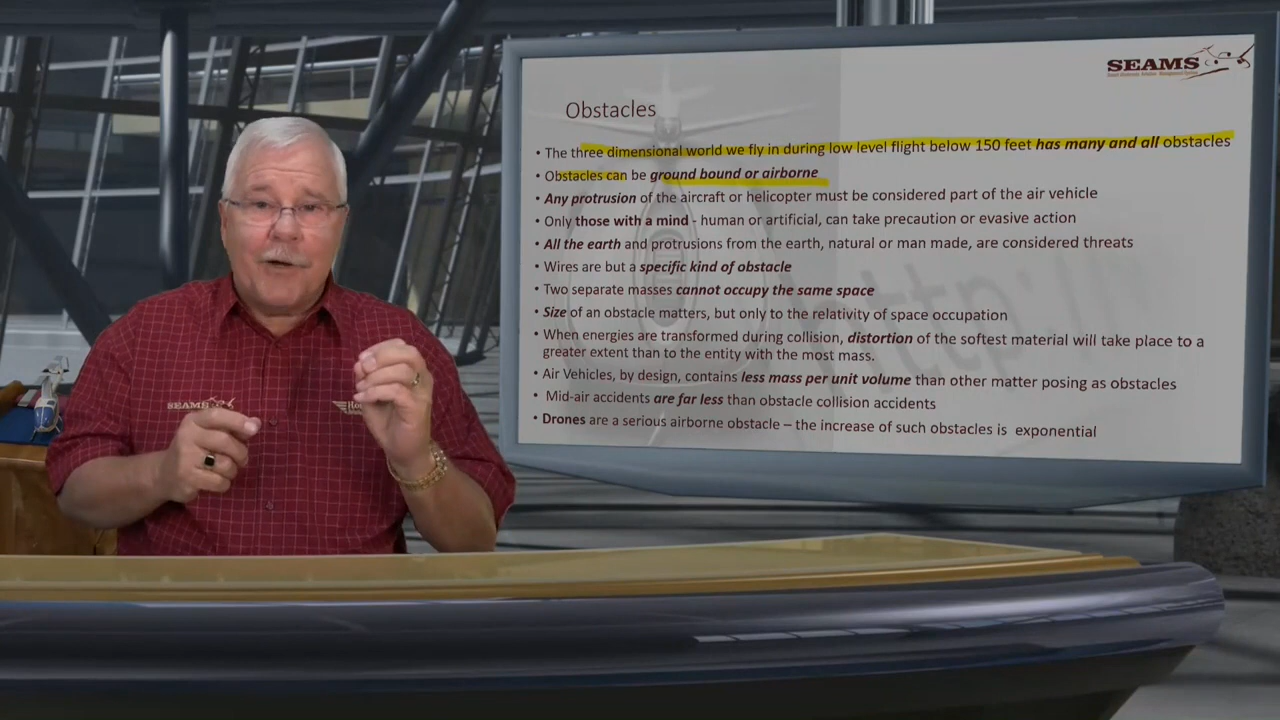 SEAMS
Obstacles
• The three dimensional world we fly in during low level flight below 150 feet has many and all obstacles
• Obstacles can be ground bound or airborne
• Any protrusion of the aircraft or helicopter must be considered part of the air vehicle
• Only those with a mind - human or artificial, can take precaution or evasive action
• All the earth and protrusions from the earth, natural or man made, are considered threats
• Wires are but a specific kind of obstacle
• Two separate masses cannot occupy the same space
• Size of an obstacle matters, but only to the relativity of space occupation
• When energies are transformed during collision, distortion of the softest material will take place to a
greater extent than to the entity with the most mass.
• Air Vehicles, by design, contains less mass per unit volume than other matter posing as obstacles
• Mid-air accidents are far less than obstacle collision accidents
• Drones are a serious airborne obstacle – the increase of such obstacles is exponential
http://
SEAMS